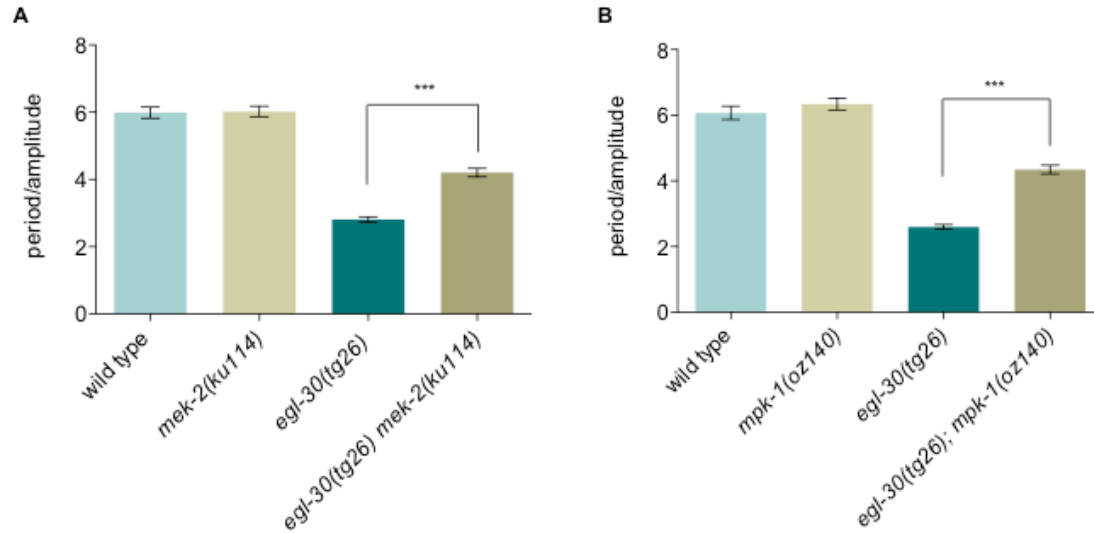 A
period/amplitude
8
6
4
2
0
***
wild type
mek-2(ku114)
egl-30(tg26)
egl-30(tg26) mek-2(ku114)
B
period/amplitude
8
6
4
2
0
***
wild type
mpk-1(oz140)
egl-30(tg26)
egl-30(tg26); mpk-1(oz140)